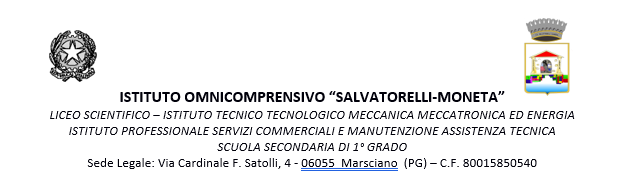 ISTITUTO OMNICOMPRENSIVO “SALVATORELLI-MONETA”
LICEO SCIENTIFICO – ISTITUTO TECNICO TECNOLOGICO MECCANICA MECCATRONICA ED ENERGIA
ISTITUTO PROFESSIONALE SERVIZI COMMERCIALI E MANUTENZIONE ASSISTENZA TECNICA
SCUOLA SECONDARIA DI 1° GRADO
Sede Legale: Via Cardinale F. Satolli, 4 - 06055 Marsciano (PG) – C.F. 80015850540